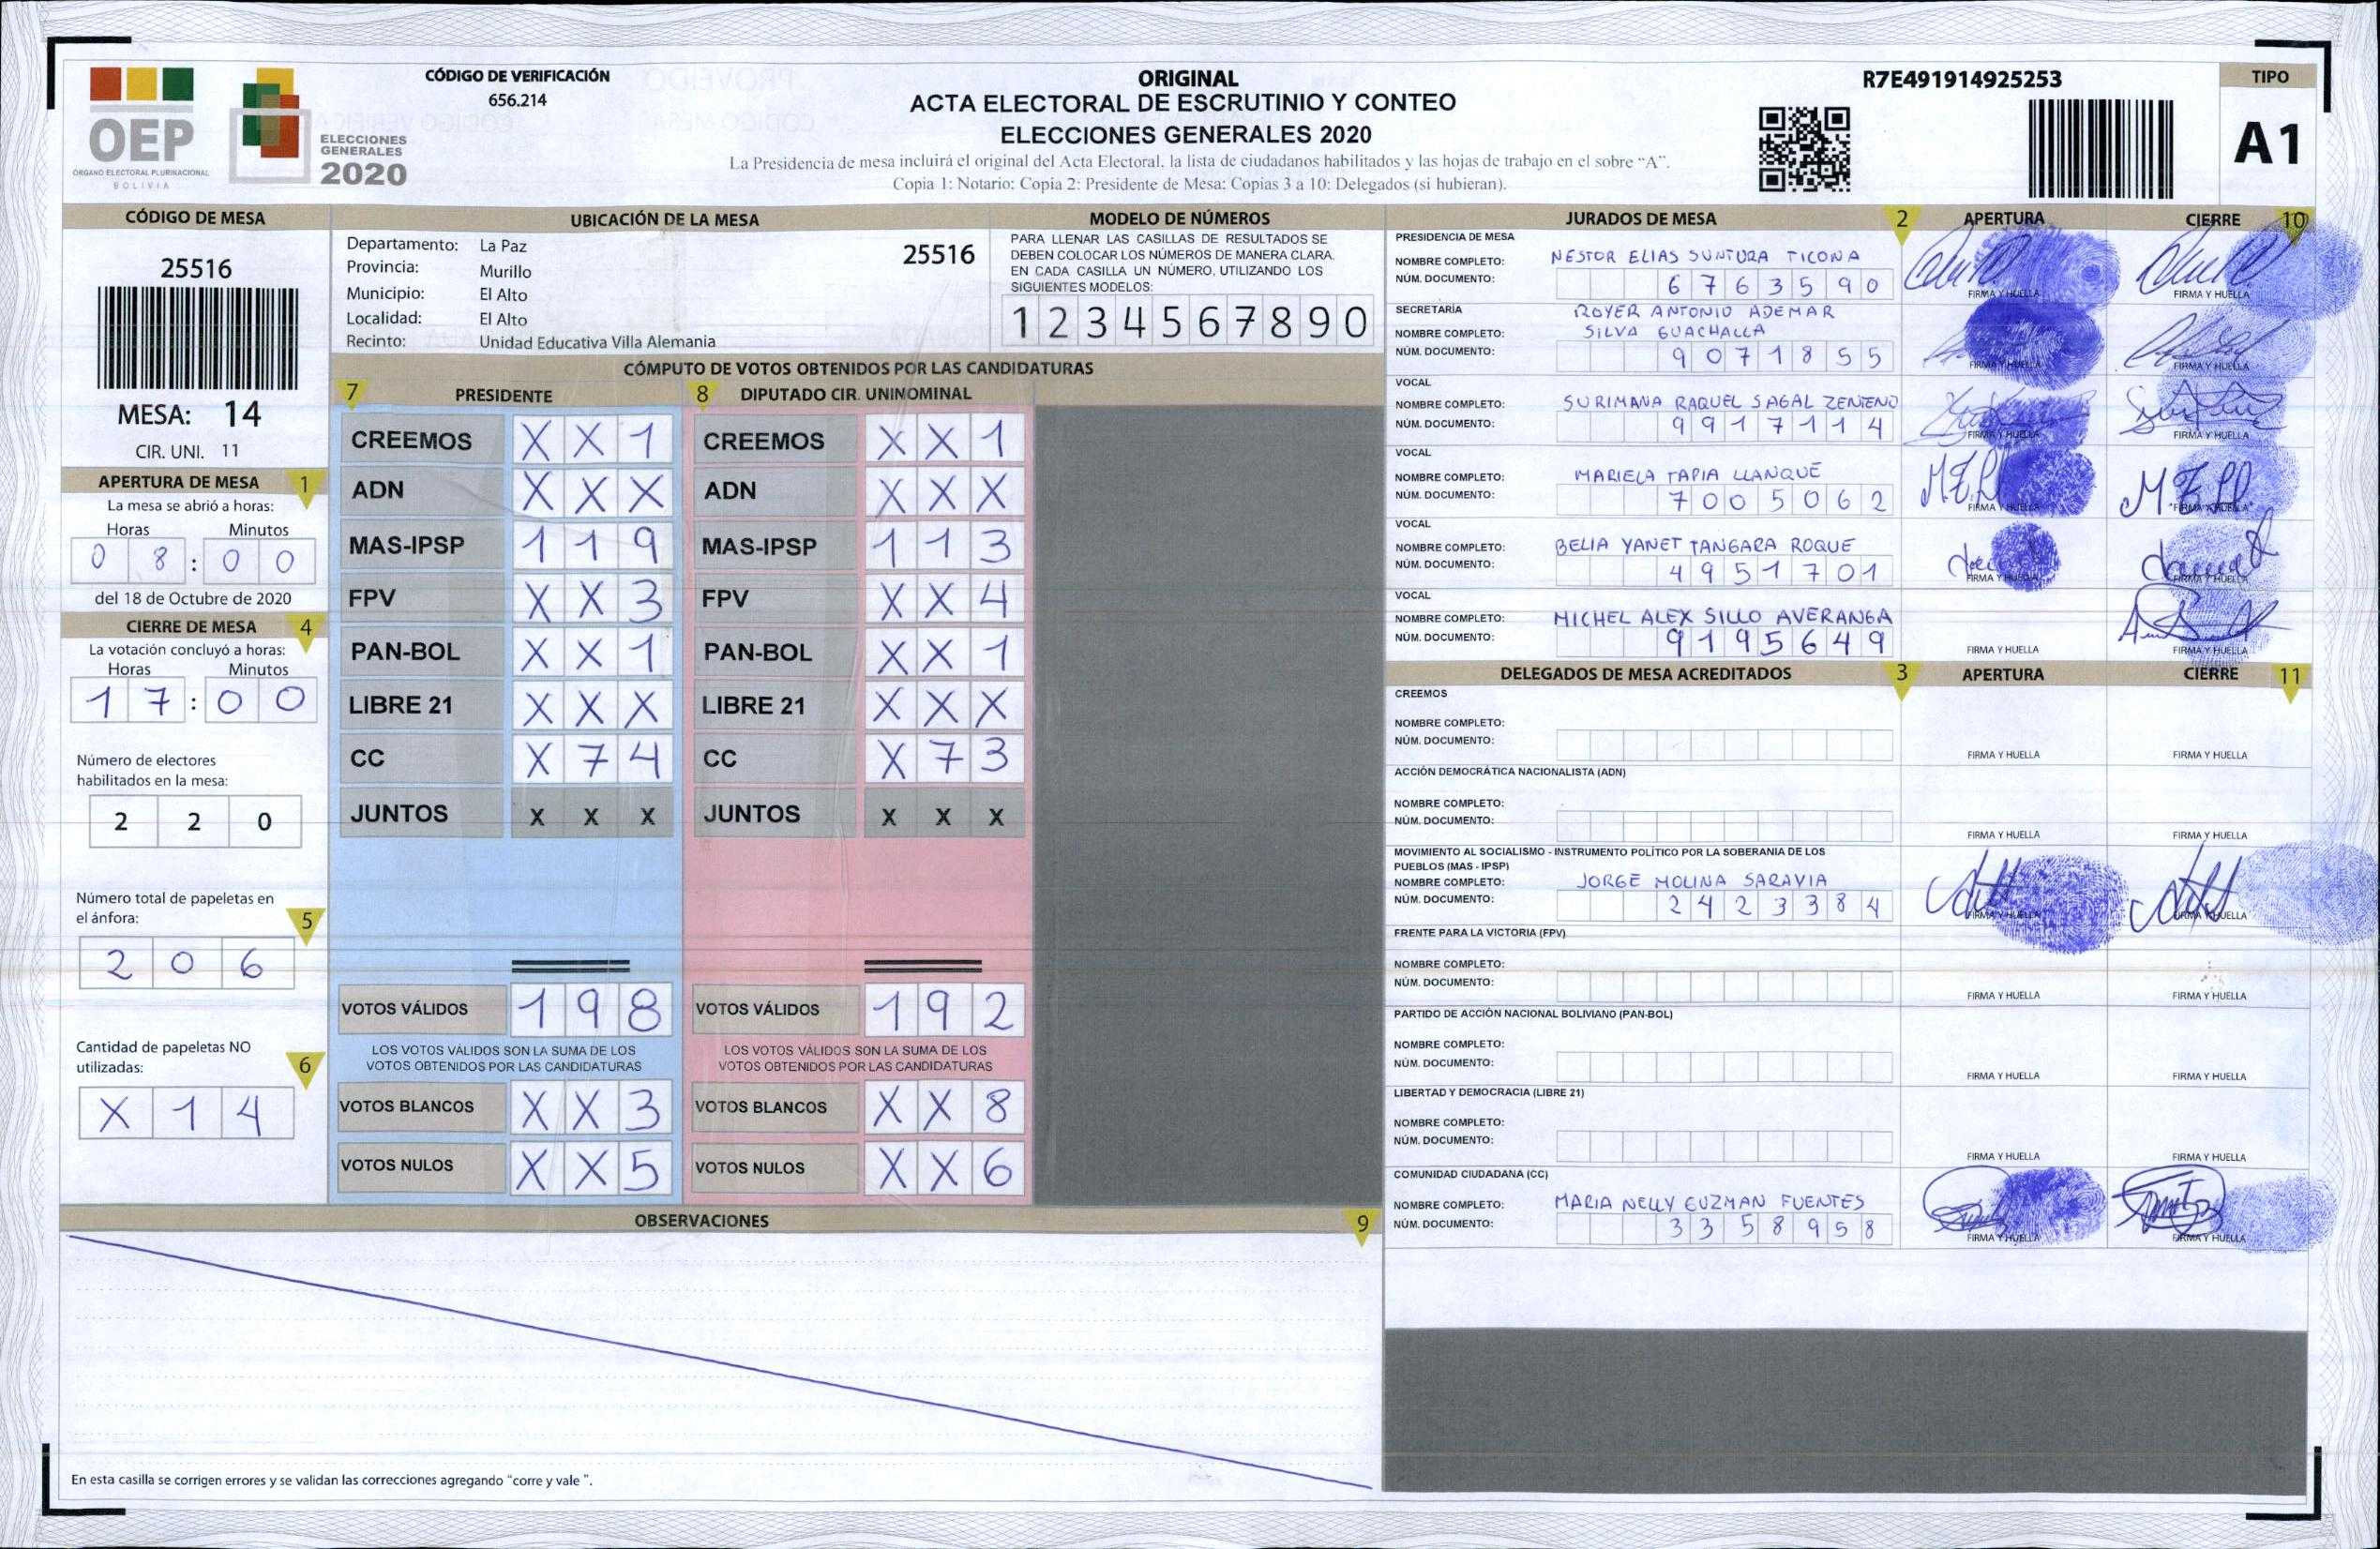 OEP
ÓRGANO ELECTORAL PLURINACIONAL
BOLIVIA
ELECCIONES
GENERALES
2020
CÓDIGO DE VERIFICACIÓN
656.214
ORIGINAL
ACTA ELECTORAL DE ESCRUTINIO Y CONTEO
ELECCIONES GENERALES 2020
La Presidencia de mesa incluirá el original del Acta Electoral, la lista de ciudadanos habilitados y las hojas de trabajo en el sobre “A”.
Copia 1: Notario: Copia 2: Presidente de Mesa: Copias 3 a 10: Delegados (si hubieran).
R7E491914925253
TIPO
A1
CÓDIGO DE MESA
25516
MESA: 14
CIR. UNI. 11
APERTURA DE MESA 1
La mesa se abrió a horas:
Horas Minutos
0 8 : 0 0
del 18 de Octubre de 2020
CIERRE DE MESA 4
La votación concluyó a horas:
Horas Minutos
1 7 : 0 0
Número de electores
habilitados en la mesa:
2 2 0
Número total de papeletas en
el ánfora: 5
2 0 6
Cantidad de papeletas NO
utilizadas: 6
X 1 4
UBICACIÓN DE LA MESA
Departamento: La Paz
25516
Provincia: Murillo
Municipio: El Alto
Localidad: El Alto
Recinto: Unidad Educativa Villa Alemania
MODELO DE NÚMEROS
PARA LLENAR LAS CASILLAS DE RESULTADOS SE
DEBEN COLOCAR LOS NÚMEROS DE MANERA CLARA.
EN CADA CASILLA UN NÚMERO, UTILIZANDO LOS
SIGUIENTES MODELOS:
1 2 3 4 5 6 7 8 9 0
CÓMPUTO DE VOTOS OBTENIDOS POR LAS CANDIDATURAS
7 PRESIDENTE 8 DIPUTADO CIR. UNINOMINAL
CREEMOS X X 1 CREEMOS X X 1
ADN X X X ADN X X X
MAS-IPSP 1 1 9 MAS-IPSP 1 1 3
FPV X X 3 FPV X X 4
PAN-BOL X X 1 PAN-BOL X X 1
LIBRE 21 X X X LIBRE 21 X X X
CC X 7 4 CC X 7 3
JUNTOS X X X JUNTOS X X X
VOTOS VÁLIDOS 1 9 8 VOTOS VÁLIDOS 1 9 2
LOS VOTOS VÁLIDOS SON LA SUMA DE LOS LOS VOTOS VÁLIDOS SON LA SUMA DE LOS
VOTOS OBTENIDOS POR LAS CANDIDATURAS VOTOS OBTENIDOS POR LAS CANDIDATURAS
VOTOS BLANCOS X X 3 VOTOS BLANCOS X X 8
VOTOS NULOS X X 5 VOTOS NULOS X X 6
OBSERVACIONES 9
En esta casilla se corrigen errores y se validan las correcciones agregando “corre y vale ”.
JURADOS DE MESA 2 APERTURA CIERRE 10
PRESIDENCIA DE MESA
NOMBRE COMPLETO: NESTOR ELIAS SUNTURA TICONA
NÚM. DOCUMENTO: 6 7 6 3 5 9 0
FIRMA Y HUELLA FIRMA Y HUELLA
SECRETARÍA
ROYER ANTONIO ADEMAR
NOMBRE COMPLETO: SILVA GUACHALLA
NÚM. DOCUMENTO: 9 0 7 1 8 5 5
FIRMA Y HUELLA FIRMA Y HUELLA
VOCAL
NOMBRE COMPLETO: SURIMANA RAQUEL SAGAL ZENTENO
NÚM. DOCUMENTO: 9 9 1 7 1 1 4
FIRMA Y HUELLA FIRMA Y HUELLA
VOCAL
NOMBRE COMPLETO: MARIELA TAPIA LLANQUE
NÚM. DOCUMENTO: 7 0 0 5 0 6 2
FIRMA Y HUELLA FIRMA Y HUELLA
VOCAL
NOMBRE COMPLETO: BELIA YANET TANGARA ROQUE
NÚM. DOCUMENTO: 4 9 5 1 7 0 1
FIRMA Y HUELLA FIRMA Y HUELLA
VOCAL
NOMBRE COMPLETO: MICHEL ALEX SILLO AVERANGA
NÚM. DOCUMENTO: 9 1 9 5 6 4 9
FIRMA Y HUELLA FIRMA Y HUELLA
DELEGADOS DE MESA ACREDITADOS 3 APERTURA CIERRE 11
CREEMOS
NOMBRE COMPLETO:
NÚM. DOCUMENTO:
FIRMA Y HUELLA FIRMA Y HUELLA
ACCIÓN DEMOCRÁTICA NACIONALISTA (ADN)
NOMBRE COMPLETO:
NÚM. DOCUMENTO:
FIRMA Y HUELLA FIRMA Y HUELLA
MOVIMIENTO AL SOCIALISMO - INSTRUMENTO POLÍTICO POR LA SOBERANIA DE LOS
PUEBLOS (MAS - IPSP)
NOMBRE COMPLETO: JORGE MOLINA SARAVIA
NÚM. DOCUMENTO: 2 4 2 3 3 8 4
FIRMA Y HUELLA FIRMA Y HUELLA
FRENTE PARA LA VICTORIA (FPV)
NOMBRE COMPLETO:
NÚM. DOCUMENTO:
FIRMA Y HUELLA FIRMA Y HUELLA
PARTIDO DE ACCIÓN NACIONAL BOLIVIANO (PAN-BOL)
NOMBRE COMPLETO:
NÚM. DOCUMENTO:
FIRMA Y HUELLA FIRMA Y HUELLA
LIBERTAD Y DEMOCRACIA (LIBRE 21)
NOMBRE COMPLETO:
NÚM. DOCUMENTO:
FIRMA Y HUELLA FIRMA Y HUELLA
COMUNIDAD CIUDADANA (CC)
NOMBRE COMPLETO: MARIA NELLY GUZMAN FUENTES
NÚM. DOCUMENTO: 3 3 5 8 9 5 8
FIRMA Y HUELLA FIRMA Y HUELLA